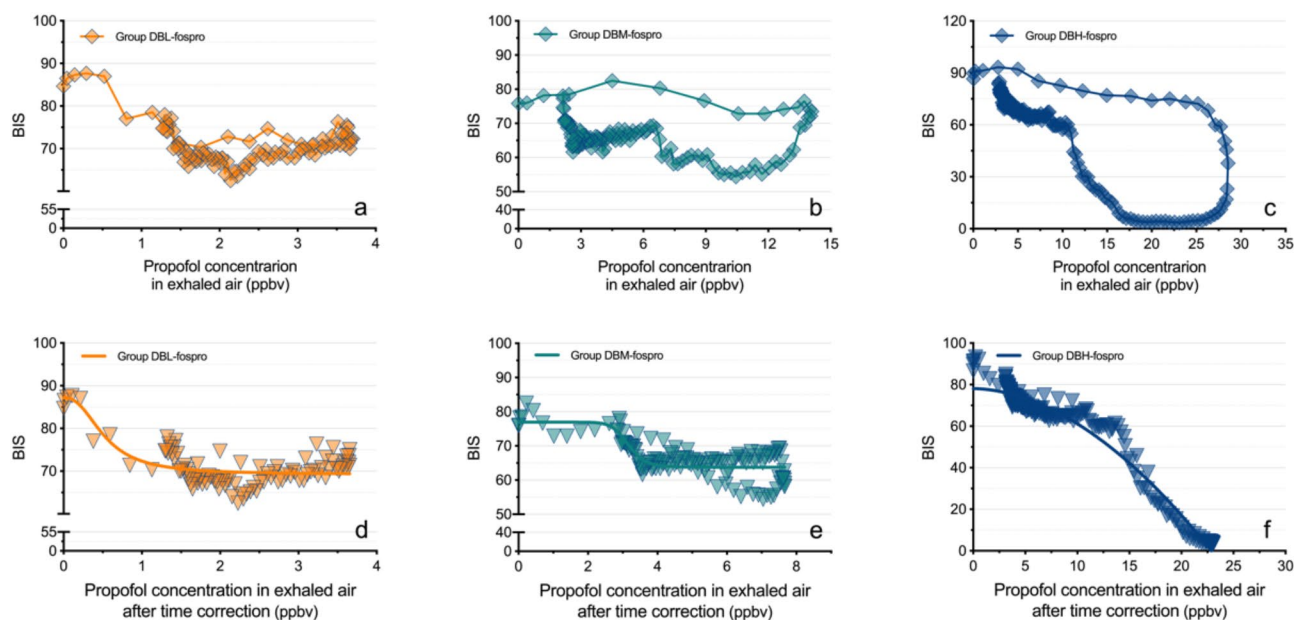 100
90
80
70
55
0
BIS
Group DBL-fospro
a
0 1 2 3 4
Propofol concentrarion
in exhaled air (ppbv)
100
90
80
70
60
50
40
0
BIS
Group DBM-fospro
b
0 3 6 9 12 15
Propofol concentrarion
in exhaled air (ppbv)
120
90
60
30
0
BIS
Group DBH-fospro
c
0 5 10 15 20 25 30 35
Propofol concentrarion
in exhaled air (ppbv)
100
90
80
70
55
0
BIS
Group DBL-fospro
d
0 1 2 3 4
Propofol concentration in exhaled air
after time correction (ppbv)
100
90
80
70
60
50
40
0
BIS
Group DBM-fospro
e
0 2 4 6 8
Propofol concentration in exhaled air
after time correction (ppbv)
100
80
60
40
20
0
BIS
Group DBH-fospro
f
0 5 10 15 20 25 30
Propofol concentration in exhaled air
after time correction (ppbv)